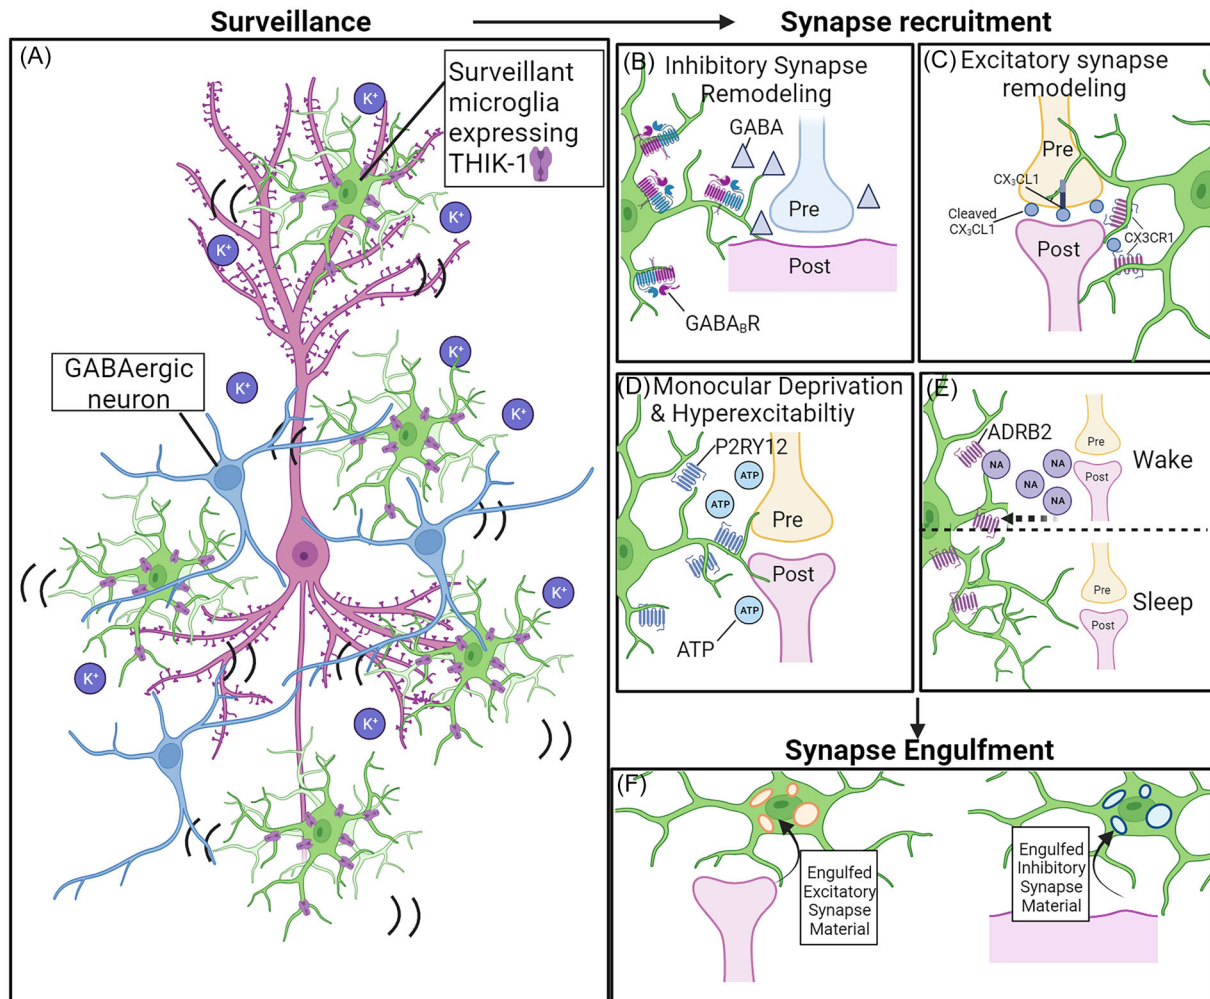 Surveillance
Synapse recruitment
(A)
Surveillant
microglia
expressing
THIK-1
K⁺
K⁺
K⁺
K⁺
K⁺
K⁺
K⁺
K⁺
K⁺
GABAergic
neuron
(B) Inhibitory Synapse
Remodeling
GABA
Pre
Post
GABA_BR
(C) Excitatory synapse
remodeling
Pre
CX₃CL1
Cleaved
CX₃CL1
Post
CX3CR1
(D) Monocular Deprivation
& Hyperexcitabiltiy
P2RY12
ATP
ATP
Pre
Post
ATP
ATP
(E)
ADRB2
NA
NA
NA
NA
Pre
Post
Wake
Pre
Post
Sleep
Synapse Engulfment
(F)
Engulfed
Excitatory
Synapse
Material
Engulfed
Inhibitory
Synapse
Material